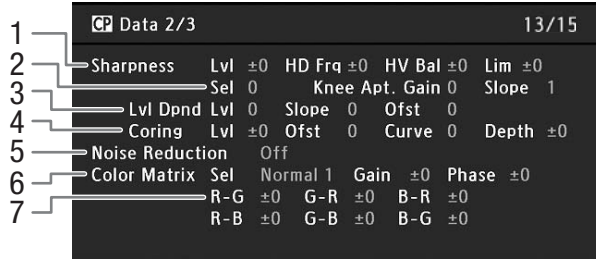 CP Data 2/3 13/15
1 Sharpness Lvl ±0 HD Frq ±0 HV Bal ±0 Lim ±0
2 Sel 0 Knee Apt. Gain 0 Slope 1
3 Lvl Dpnd Lvl 0 Slope 0 Ofst 0
4 Coring Lvl ±0 Ofst 0 Curve 0 Depth ±0
5 Noise Reduction Off
6 Color Matrix Sel Normal 1 Gain ±0 Phase ±0
7 R-G ±0 G-R ±0 B-R ±0
R-B ±0 G-B ±0 B-G ±0